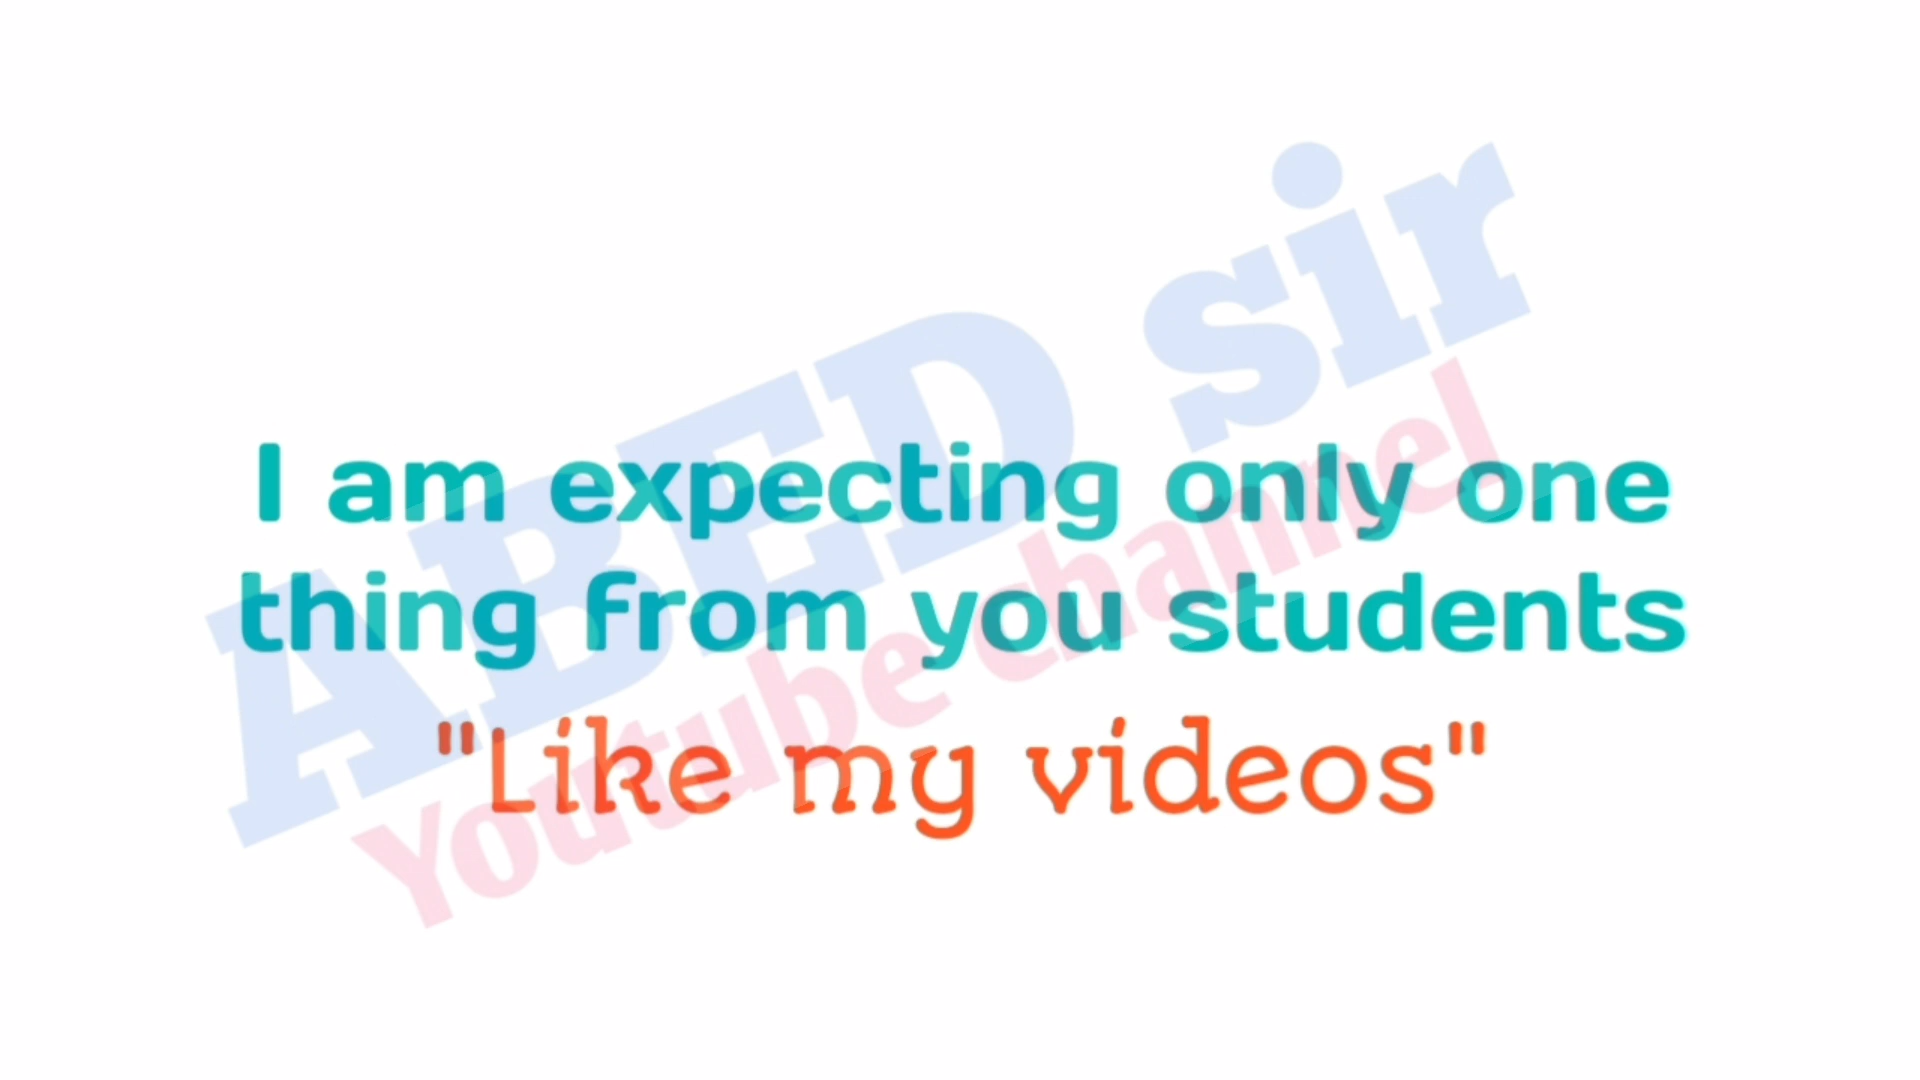 ABED sir
Youtube channel
I am expecting only one
thing from you students
"Like my videos"